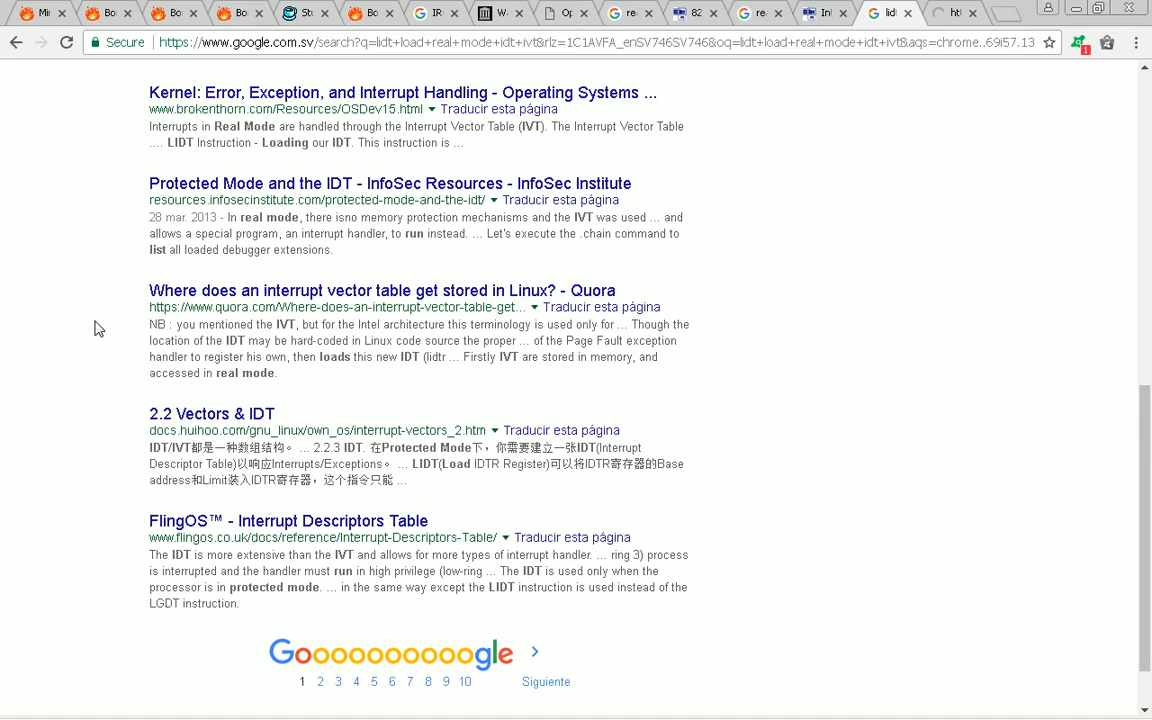 Mir
Bo
Bo
Bo
Stu
Bo
IR
W
Op
re
82
re
Int
lid
htt
Secure
https://www.google.com.sv/search?q=lidt+load+real+mode+idt+ivt&rlz=1C1AVFA_enSV746SV746&oq=lidt+load+real+mode+idt+ivt&aqs=chrome..69i57.13
1
Kernel: Error, Exception, and Interrupt Handling - Operating Systems ...
www.brokenthorn.com/Resources/OSDev15.html Traducir esta página
Interrupts in Real Mode are handled through the Interrupt Vector Table (IVT). The Interrupt Vector Table
.... LIDT Instruction - Loading our IDT. This instruction is ...
Protected Mode and the IDT - InfoSec Resources - InfoSec Institute
resources.infosecinstitute.com/protected-mode-and-the-idt/ Traducir esta página
28 mar. 2013 - In real mode, there isno memory protection mechanisms and the IVT was used ... and
allows a special program, an interrupt handler, to run instead. ... Let's execute the .chain command to
list all loaded debugger extensions.
Where does an interrupt vector table get stored in Linux? - Quora
https://www.quora.com/Where-does-an-interrupt-vector-table-get... Traducir esta página
NB : you mentioned the IVT, but for the Intel architecture this terminology is used only for ... Though the
location of the IDT may be hard-coded in Linux code source the proper ... of the Page Fault exception
handler to register his own, then loads this new IDT (lidtr ... Firstly IVT are stored in memory, and
accessed in real mode.
2.2 Vectors & IDT
docs.huihoo.com/gnu_linux/own_os/interrupt-vectors_2.htm Traducir esta página
IDT/IVT都是一种数组结构。 ... 2.2.3 IDT. 在Protected Mode下，你需要建立一张IDT(Interrupt
Descriptor Table)以响应Interrupts/Exceptions。 ... LIDT(Load IDTR Register)可以将IDTR寄存器的Base
address和Limit装入IDTR寄存器，这个指令只能 ...
FlingOS™ - Interrupt Descriptors Table
www.flingos.co.uk/docs/reference/Interrupt-Descriptors-Table/ Traducir esta página
The IDT is more extensive than the IVT and allows for more types of interrupt handler. ... ring 3) process
is interrupted and the handler must run in high privilege (low-ring ... The IDT is used only when the
processor is in protected mode. ... in the same way except the LIDT instruction is used instead of the
LGDT instruction.
Goooooooooogle
1 2 3 4 5 6 7 8 9 10 Siguiente